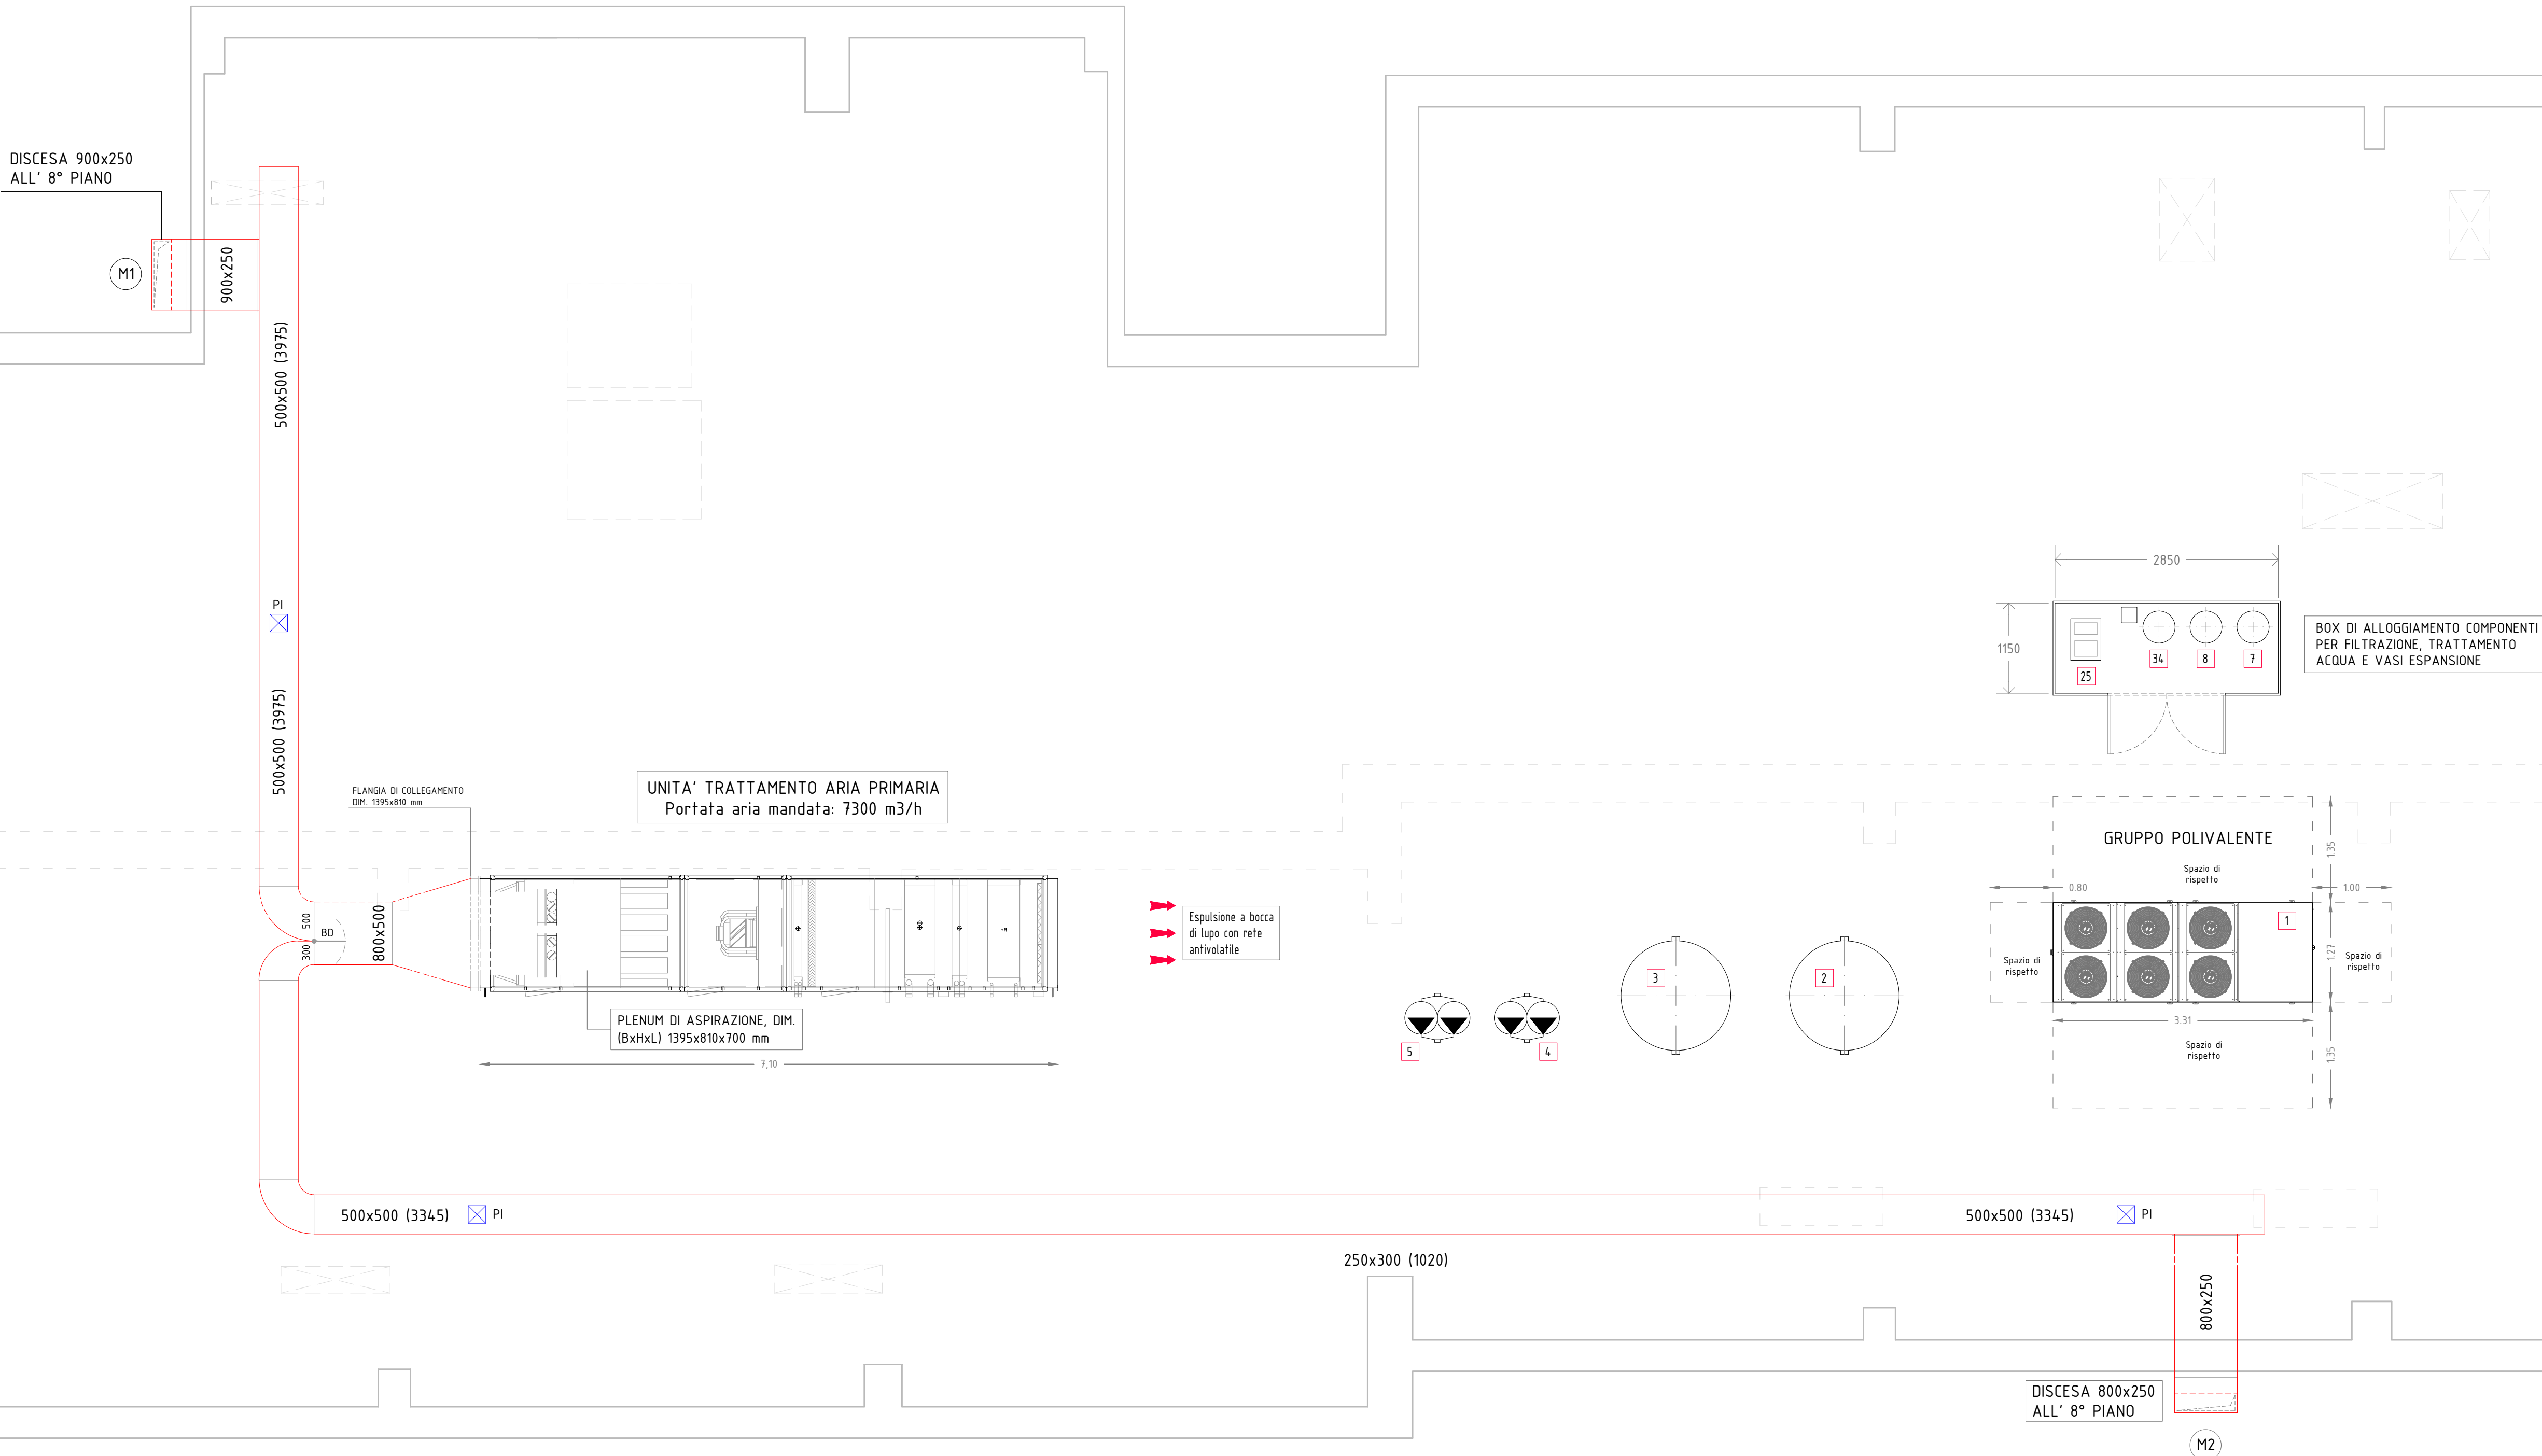 DISCESA 900x250
ALL' 8° PIANO
M1
900x250
500x500 (3975)
PI
500x500 (3975)
FLANGIA DI COLLEGAMENTO
DIM. 1395x810 mm
UNITA' TRATTAMENTO ARIA PRIMARIA
Portata aria mandata: 7300 m3/h
500
300
BD
800x500
PLENUM DI ASPIRAZIONE, DIM.
(BxHxL) 1395x810x700 mm
7,10
Espulsione a bocca
di lupo con rete
antivolatile
5
4
3
2
2850
1150
25
34
8
7
BOX DI ALLOGGIAMENTO COMPONENTI
PER FILTRAZIONE, TRATTAMENTO
ACQUA E VASI ESPANSIONE
GRUPPO POLIVALENTE
Spazio di
rispetto
1.35
0.80
1.00
1
1.27
Spazio di
rispetto
Spazio di
rispetto
3.31
Spazio di
rispetto
1.35
500x500 (3345)
PI
500x500 (3345)
PI
250x300 (1020)
800x250
DISCESA 800x250
ALL' 8° PIANO
M2